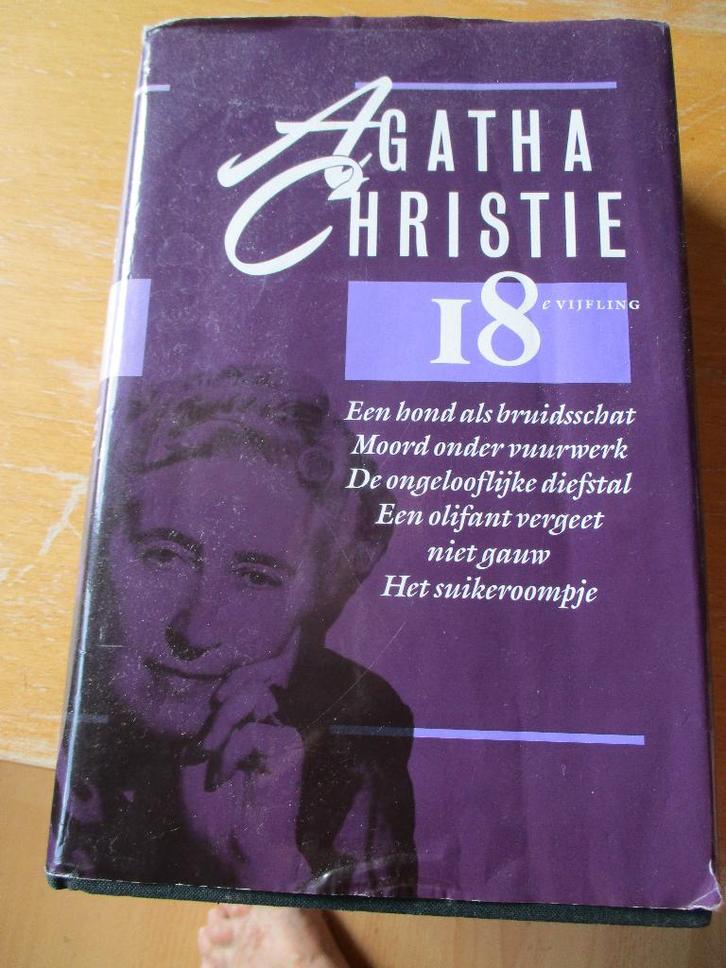 AGATHA
CHRISTIE
18e VIJFLING
Een hond als bruidsschat
Moord onder vuurwerk
De ongelooflijke diefstal
Een olifant vergeet
niet gauw
Het suikeroompje